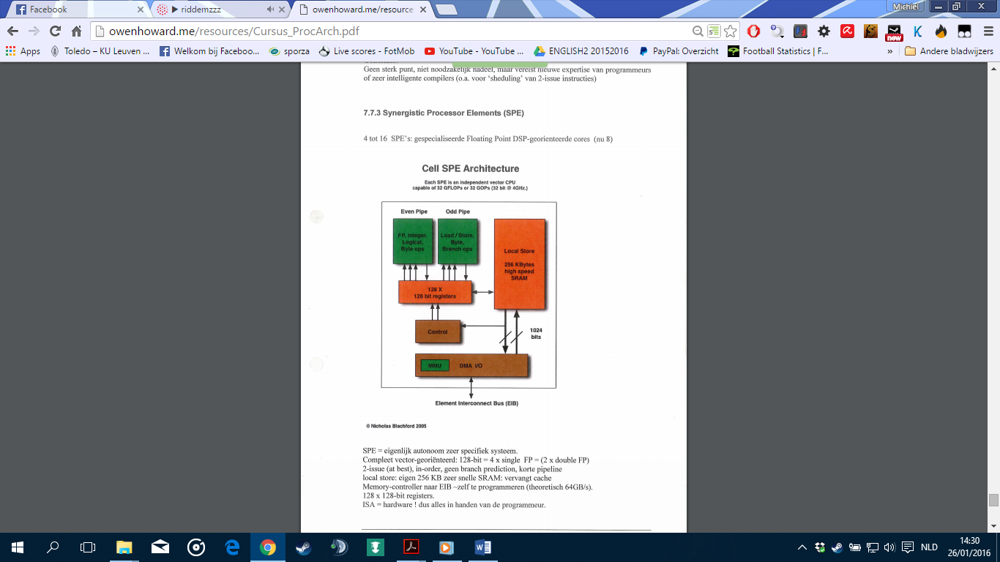 Facebook
riddemzzz
owenhoward.me/resource
Michiel
owenhoward.me/resources/Cursus_ProcArch.pdf
new
Apps
Toledo – KU Leuven ...
Welkom bij Faceboo...
sporza
Live scores - FotMob
YouTube - YouTube ...
ENGLISH2 20152016
PayPal: Overzicht
Football Statistics | F...
»
Andere bladwijzers
Geen sterk punt, niet noodzakelijk nadeel, maar vereist nieuwe expertise van programmeurs
of zeer intelligente compilers (o.a. voor ‘sheduling’ van 2-issue instructies)
7.7.3 Synergistic Processor Elements (SPE)
4 tot 16 SPE’s: gespecialiseerde Floating Point DSP-georienteerde cores (nu 8)
Cell SPE Architecture
Each SPE is an independent vector CPU
capable of 32 GFLOPs or 32 GOPs (32 bit @ 4GHz.)
Even Pipe
Odd Pipe
FP, Integer,
Logical,
Byte ops
Load / Store,
Byte,
Branch ops
Local Store
256 KBytes
high speed
SRAM
128 X
128 bit registers
Control
1024
bits
MMU
DMA I/O
Element Interconnect Bus (EIB)
© Nicholas Blachford 2005
SPE = eigenlijk autonoom zeer specifiek systeem.
Compleet vector-georiënteerd: 128-bit = 4 x single FP = (2 x double FP)
2-issue (at best), in-order, geen branch prediction, korte pipeline
local store: eigen 256 KB zeer snelle SRAM: vervangt cache
Memory-controller naar EIB ~zelf te programmeren (theoretisch 64GB/s).
128 x 128-bit registers.
ISA = hardware ! dus alles in handen van de programmeur.
NLD
14:30
26/01/2016